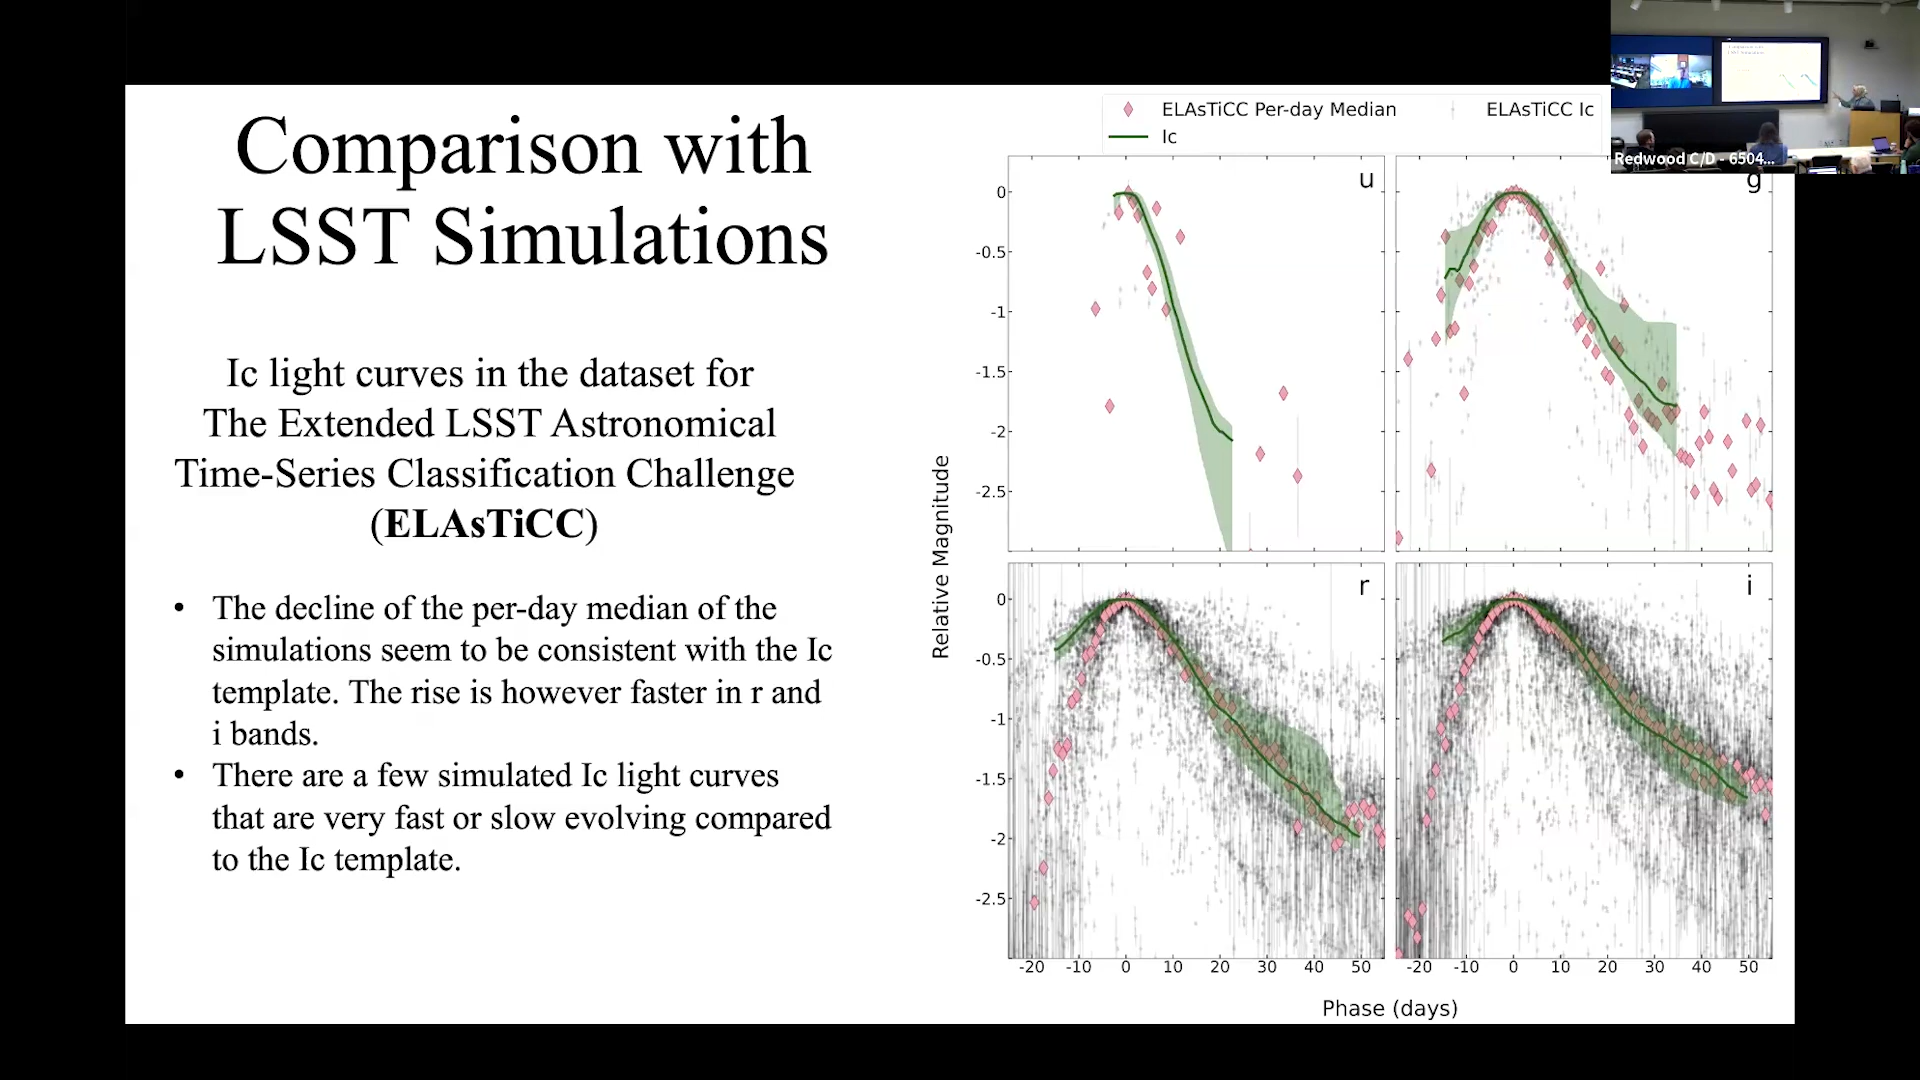 Comparison with
LSST Simulations
Ic light curves in the dataset for
The Extended LSST Astronomical
Time-Series Classification Challenge
(ELAsTiCC)
• The decline of the per-day median of the
simulations seem to be consistent with the Ic
template. The rise is however faster in r and
i bands.
• There are a few simulated Ic light curves
that are very fast or slow evolving compared
to the Ic template.
ELAsTiCC Per-day Median
ELAsTiCC Ic
Ic
Redwood C/D - 6504...
u
g
0
-0.5
-1
-1.5
-2
-2.5
Relative Magnitude
r
i
0
-0.5
-1
-1.5
-2
-2.5
-20 -10 0 10 20 30 40 50
-20 -10 0 10 20 30 40 50
Phase (days)